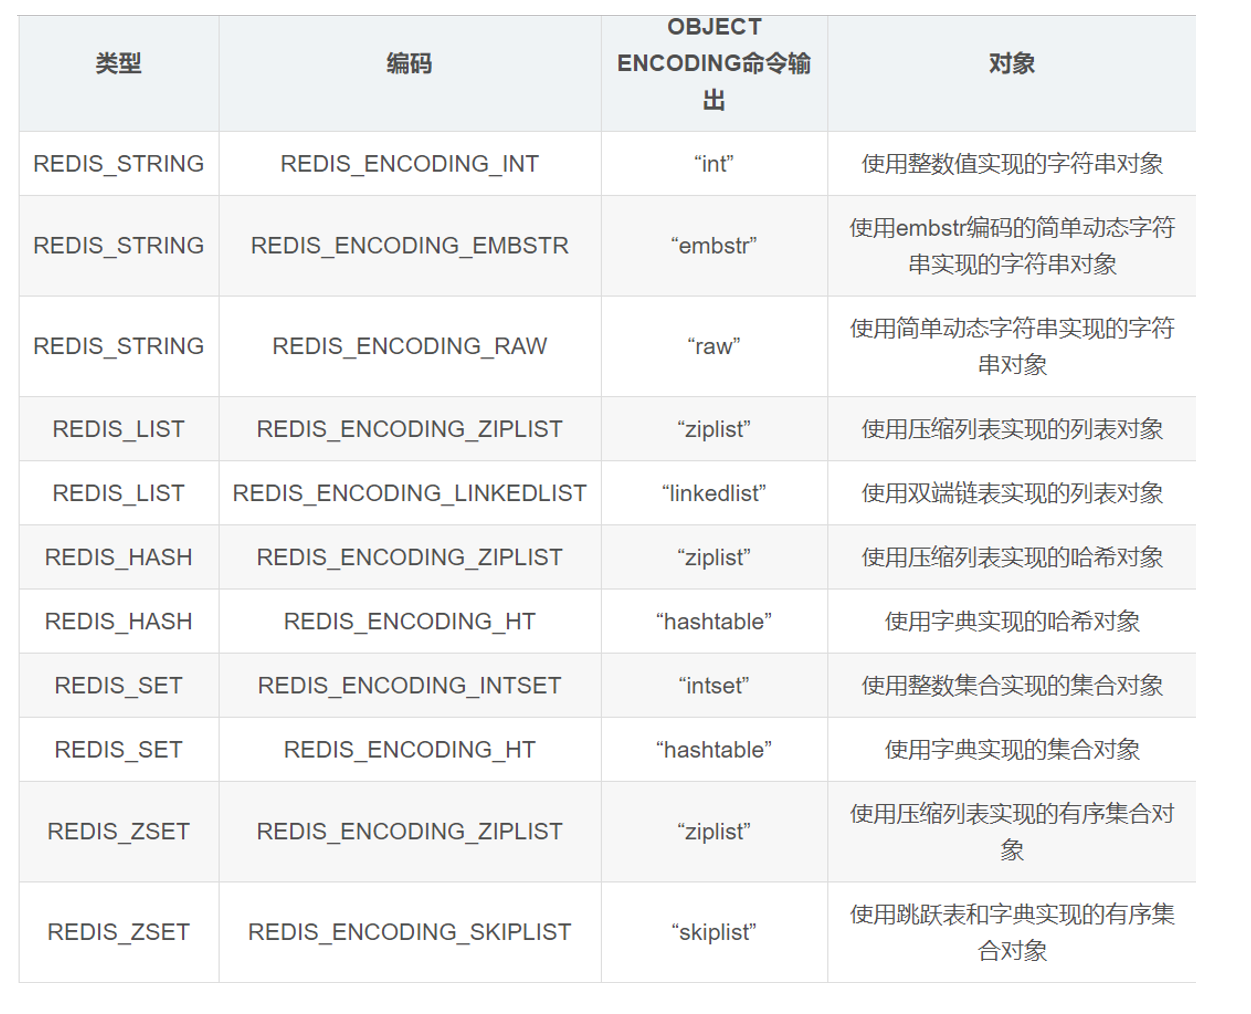 类型 编码 OBJECT
ENCODING命令输
出 对象
REDIS_STRING REDIS_ENCODING_INT “int” 使用整数值实现的字符串对象
REDIS_STRING REDIS_ENCODING_EMBSTR “embstr” 使用embstr编码的简单动态字符
串实现的字符串对象
REDIS_STRING REDIS_ENCODING_RAW “raw” 使用简单动态字符串实现的字符
串对象
REDIS_LIST REDIS_ENCODING_ZIPLIST “ziplist” 使用压缩列表实现的列表对象
REDIS_LIST REDIS_ENCODING_LINKEDLIST “linkedlist” 使用双端链表实现的列表对象
REDIS_HASH REDIS_ENCODING_ZIPLIST “ziplist” 使用压缩列表实现的哈希对象
REDIS_HASH REDIS_ENCODING_HT “hashtable” 使用字典实现的哈希对象
REDIS_SET REDIS_ENCODING_INTSET “intset” 使用整数集合实现的集合对象
REDIS_SET REDIS_ENCODING_HT “hashtable” 使用字典实现的集合对象
REDIS_ZSET REDIS_ENCODING_ZIPLIST “ziplist” 使用压缩列表实现的有序集合对
象
REDIS_ZSET REDIS_ENCODING_SKIPLIST “skiplist” 使用跳跃表和字典实现的有序集
合对象